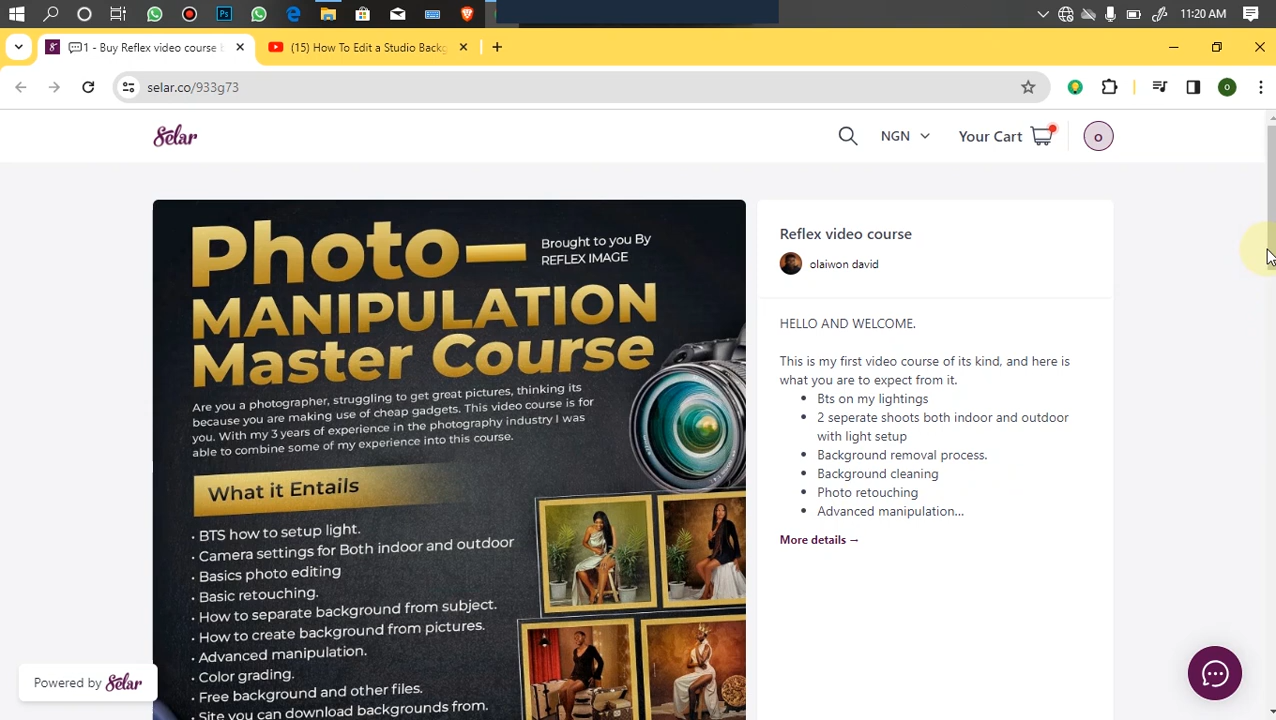 11:20 AM
1 - Buy Reflex video course
(15) How To Edit a Studio Backg
selar.co/933g73
o
Selar
NGN
Your Cart
o
Photo—
MANIPULATION
Master Course
Brought to you By
REFLEX IMAGE
Are you a photographer, struggling to get great pictures, thinking its
because you are making use of cheap gadgets. This video course is for
you. With my 3 years of experience in the photography industry I was
able to combine some of my experience into this course.
What it Entails
• BTS how to setup light.
• Camera settings for Both indoor and outdoor
• Basics photo editing
• Basic retouching.
• How to separate background from subject.
• How to create background from pictures.
• Advanced manipulation.
• Color grading.
• Free background and other files.
• Site you can download backgrounds from.
Reflex video course
olaiwon david
HELLO AND WELCOME.
This is my first video course of its kind, and here is
what you are to expect from it.
• Bts on my lightings
• 2 seperate shoots both indoor and outdoor
with light setup
• Background removal process.
• Background cleaning
• Photo retouching
• Advanced manipulation...
More details →
Powered by Selar